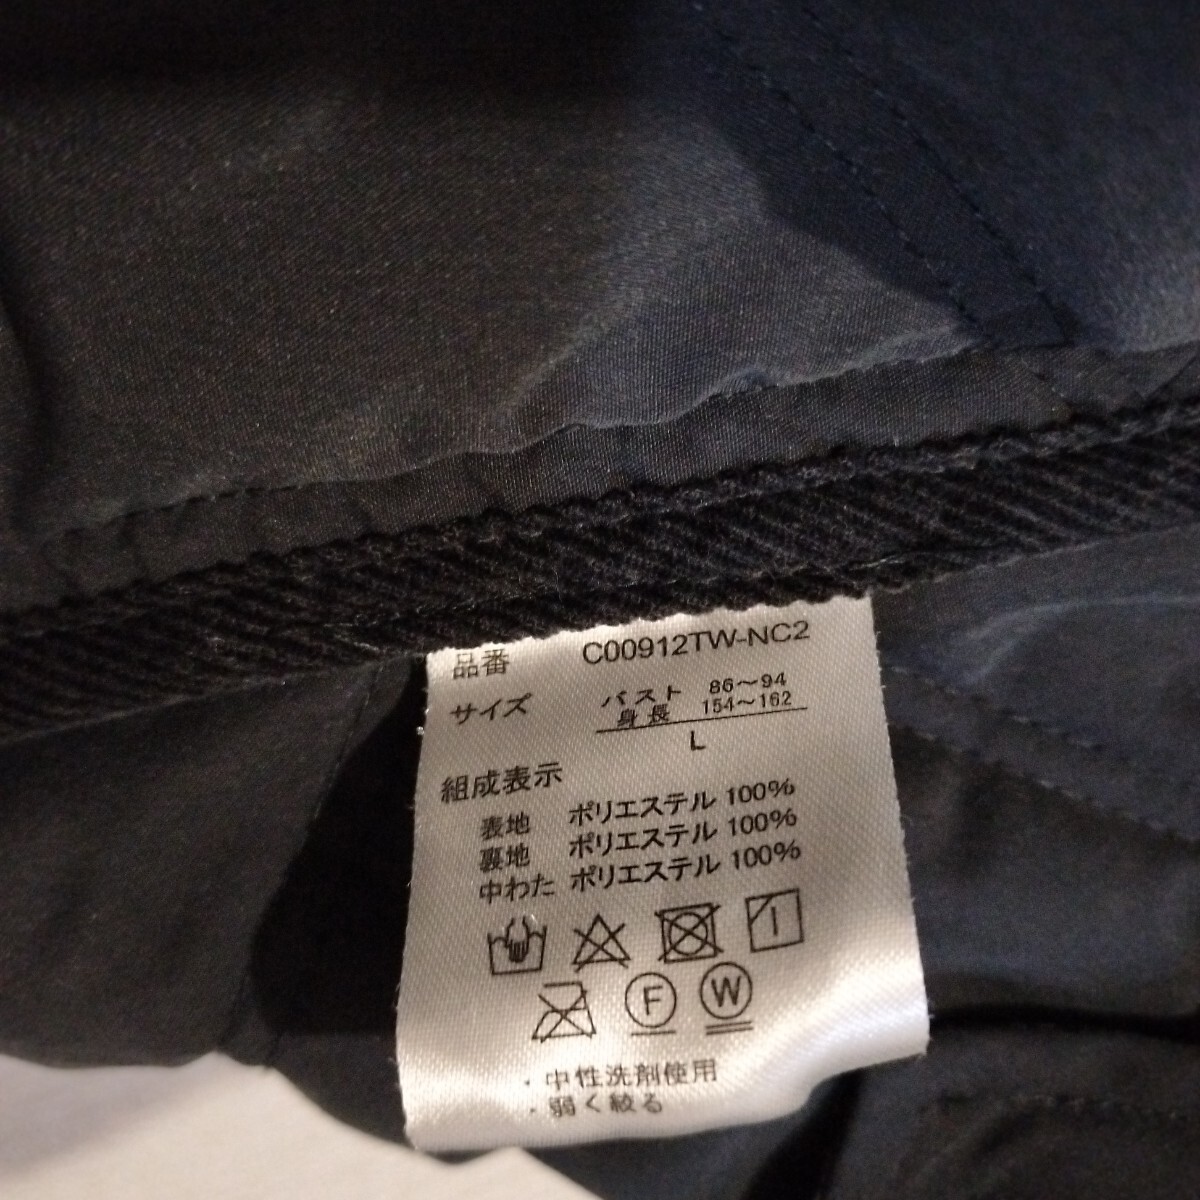 品番 C00912TW-NC2
サイズ バスト 86～94
身長 154～162
L
組成表示
表地 ポリエステル 100%
裏地 ポリエステル 100%
中わた ポリエステル 100%
F W
・中性洗剤使用
・弱く絞る